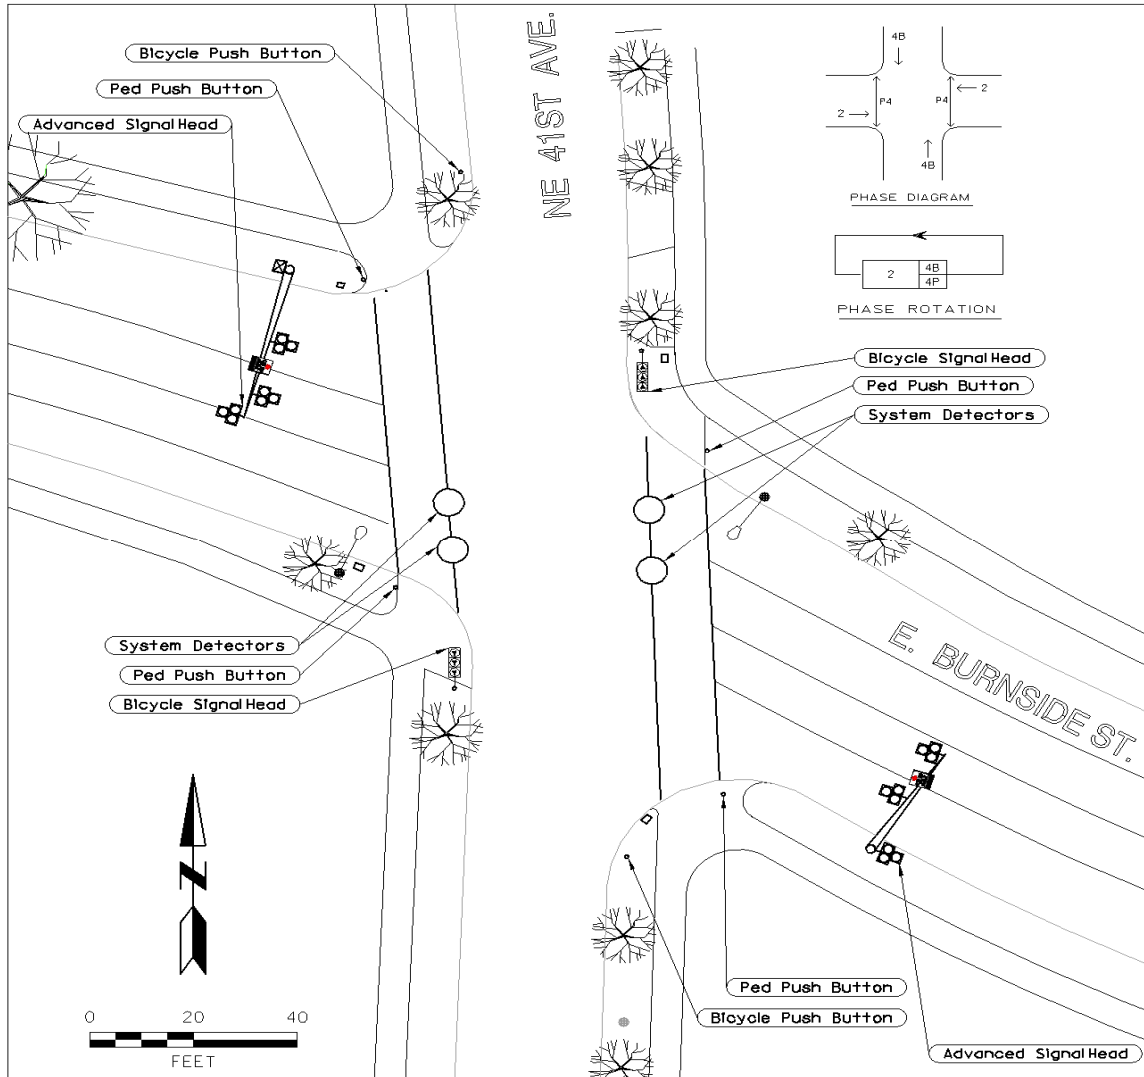 Bicycle Push Button
Ped Push Button
Advanced Signal Head
NE 41ST AVE.
4B
2
P4
P4
2
4B
PHASE DIAGRAM
2
4B
4P
PHASE ROTATION
Bicycle Signal Head
Ped Push Button
System Detectors
System Detectors
Ped Push Button
Bicycle Signal Head
E. BURNSIDE ST.
N
0 20 40
FEET
Ped Push Button
Bicycle Push Button
Advanced Signal Head